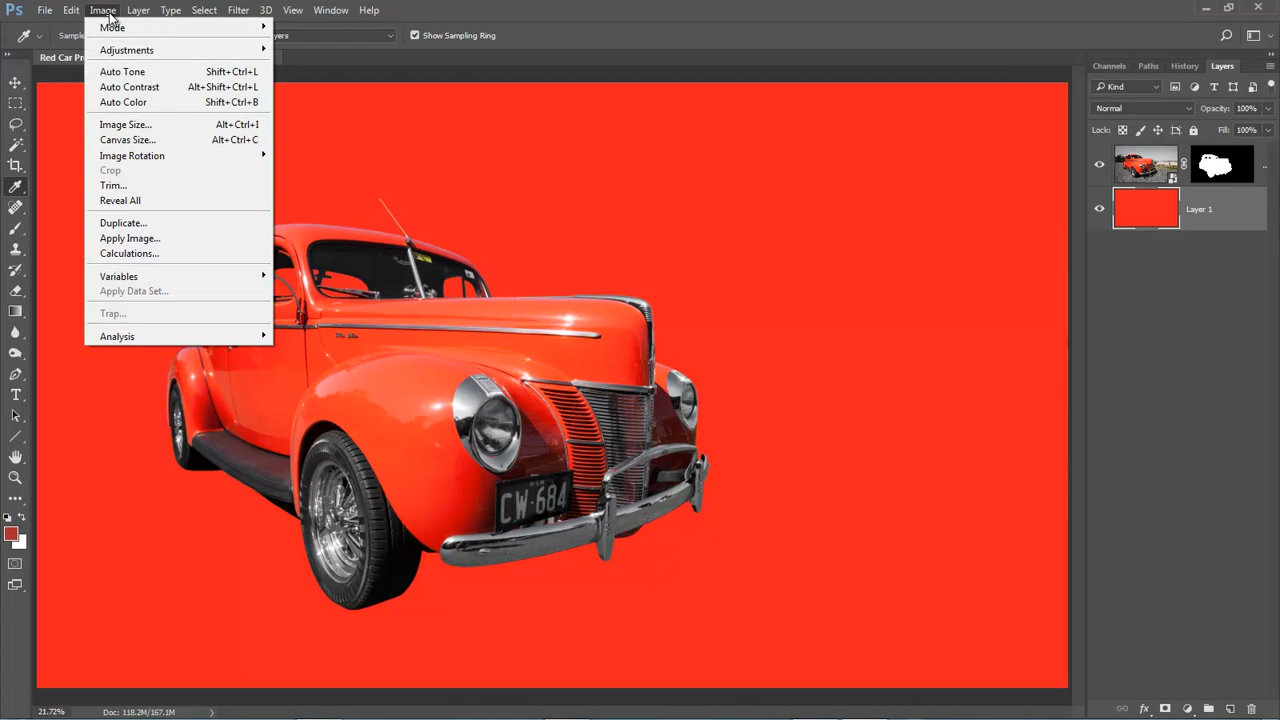 Ps File Edit Image Layer Type Select Filter 3D View Window Help
Show Sampling Ring
Mode
Adjustments
Auto Tone Shift+Ctrl+L
Auto Contrast Alt+Shift+Ctrl+L
Auto Color Shift+Ctrl+B
Image Size... Alt+Ctrl+I
Canvas Size... Alt+Ctrl+C
Image Rotation
Crop
Trim...
Reveal All
Duplicate...
Apply Image...
Calculations...
Variables
Apply Data Set...
Trap...
Analysis
Red Car
Channels Paths History Layers
Kind
Normal Opacity: 100%
Lock: Fill: 100%
Layer 1
CW-684
21.72% Doc: 118.2M/167.1M